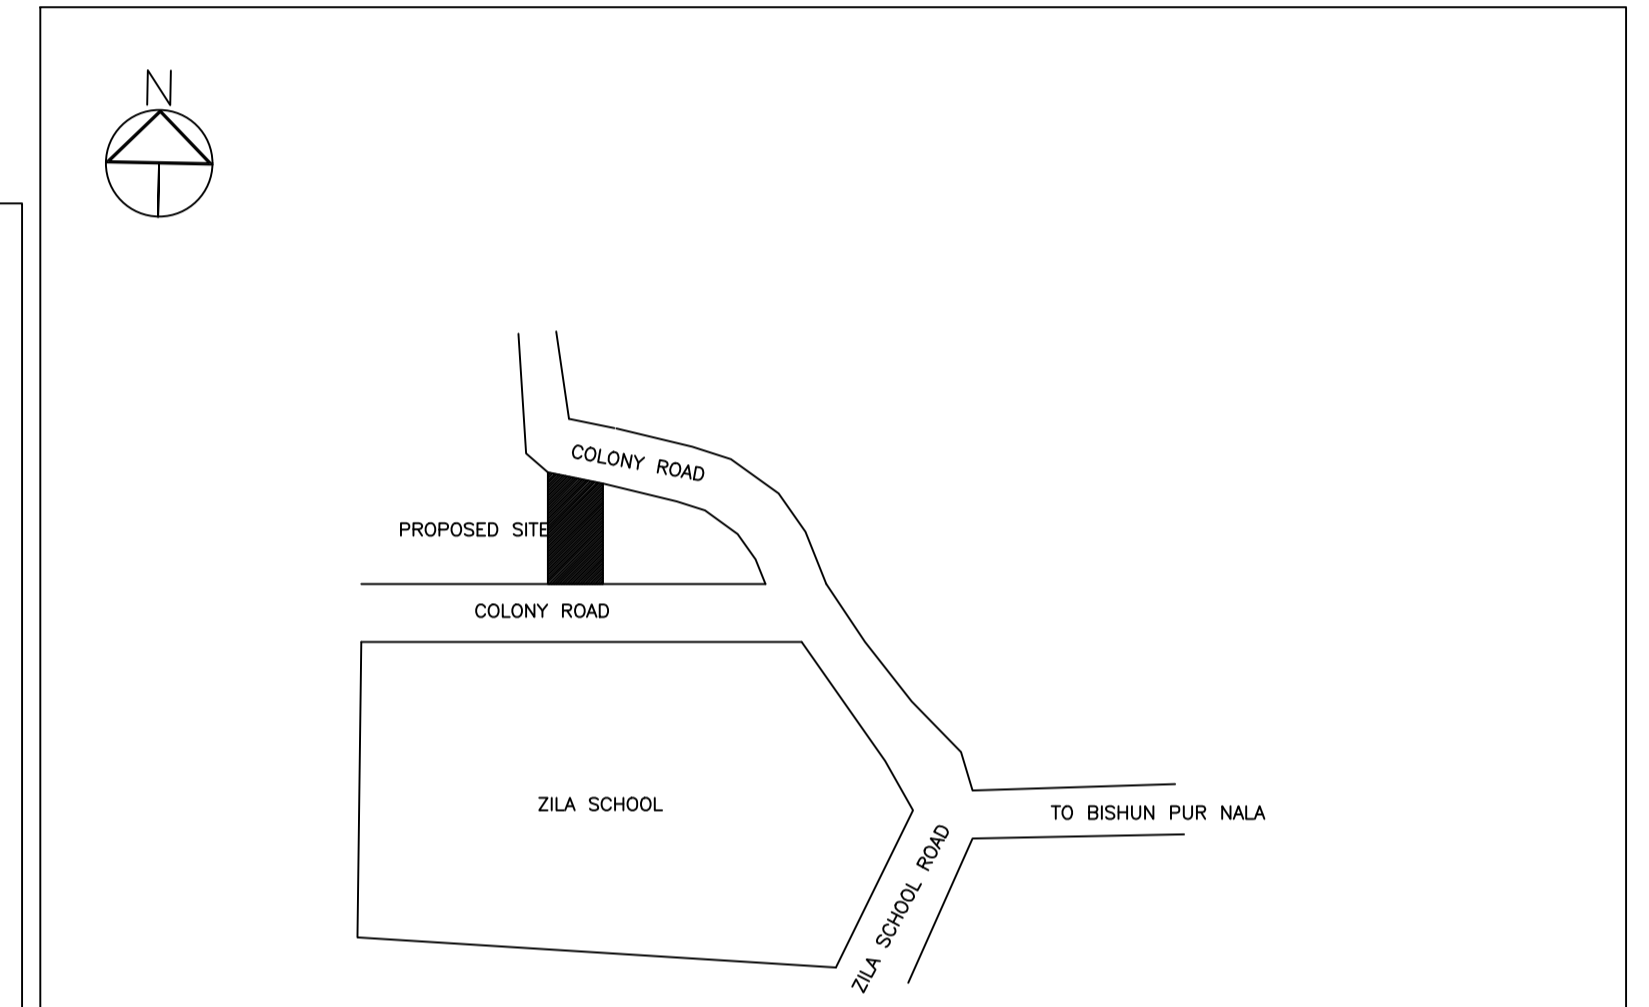 N
COLONY ROAD
PROPOSED SITE
COLONY ROAD
ZILA SCHOOL
TO BISHUN PUR NALA
ZILA SCHOOL ROAD